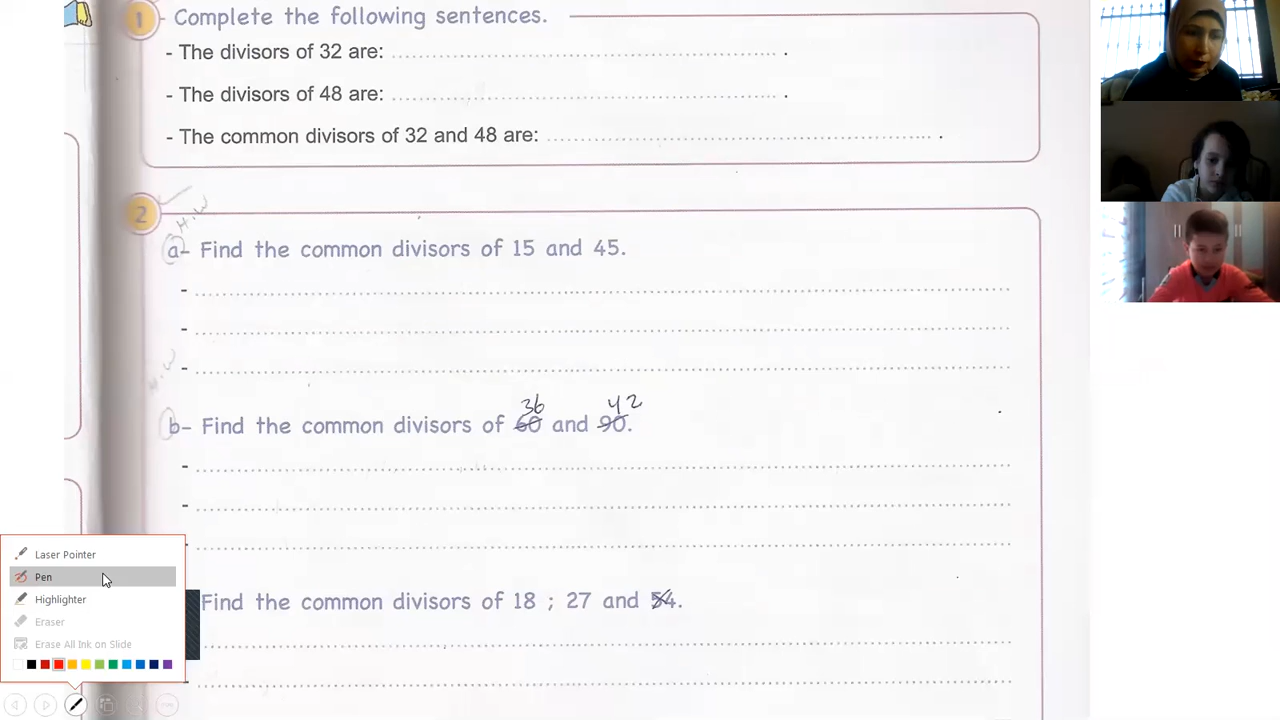 1
Complete the following sentences.
- The divisors of 32 are: .
- The divisors of 48 are: .
- The common divisors of 32 and 48 are: .
2
H.W
a- Find the common divisors of 15 and 45.
-
-
-
H.W
36 42
b- Find the common divisors of 60 and 90.
-
-
-
Find the common divisors of 18 ; 27 and 54.
-
Laser Pointer
Pen
Highlighter
Eraser
Erase All Ink on Slide